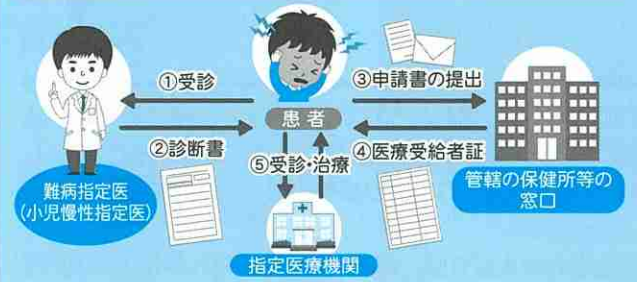 ①受診
③申請書の提出
患者
②診断書
⑤受診・治療
④医療受給者証
難病指定医
(小児慢性指定医)
管轄の保健所等の
窓口
指定医療機関